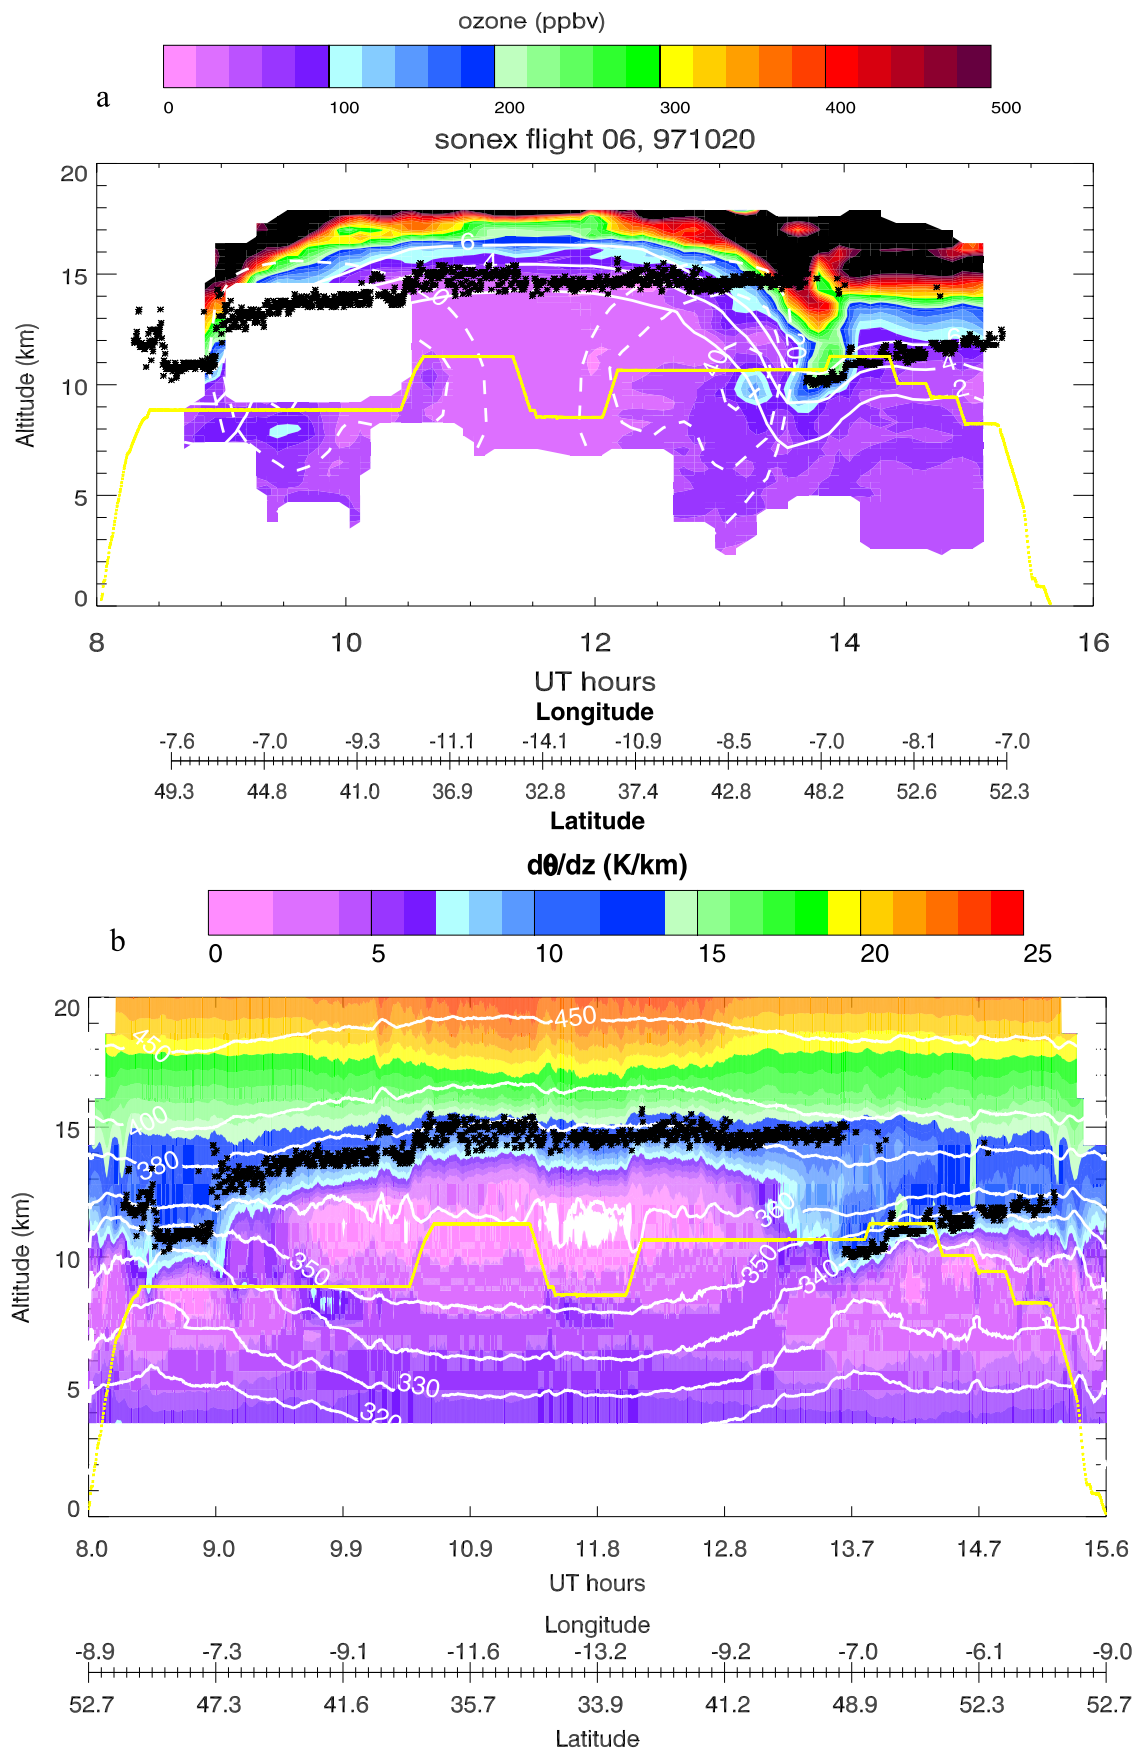 ozone (ppbv)
a
0 100 200 300 400 500
sonex flight 06, 971020
20
15
10
5
0
Altitude (km)
6
4
0
40
100
6
4
2
8 10 12 14 16
UT hours
Longitude
-7.6 -7.0 -9.3 -11.1 -14.1 -10.9 -8.5 -7.0 -8.1 -7.0
49.3 44.8 41.0 36.9 32.8 37.4 42.8 48.2 52.6 52.3
Latitude
dθ/dz (K/km)
b
0 5 10 15 20 25
20
15
10
5
0
Altitude (km)
450
450
400
380
360
350
350
340
330
320
8.0 9.0 9.9 10.9 11.8 12.8 13.7 14.7 15.6
UT hours
Longitude
-8.9 -7.3 -9.1 -11.6 -13.2 -9.2 -7.0 -6.1 -9.0
52.7 47.3 41.6 35.7 33.9 41.2 48.9 52.3 52.7
Latitude